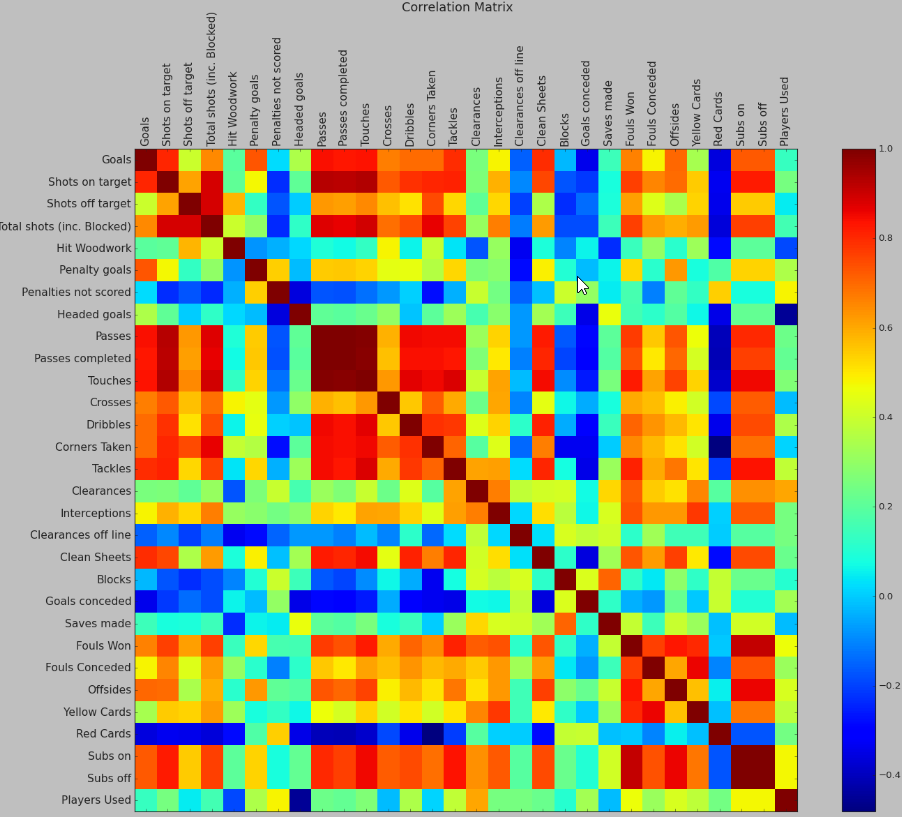 Correlation Matrix
Goals
Shots on target
Shots off target
Total shots (inc. Blocked)
Hit Woodwork
Penalty goals
Penalties not scored
Headed goals
Passes
Passes completed
Touches
Crosses
Dribbles
Corners Taken
Tackles
Clearances
Interceptions
Clearances off line
Clean Sheets
Blocks
Goals conceded
Saves made
Fouls Won
Fouls Conceded
Offsides
Yellow Cards
Red Cards
Subs on
Subs off
Players Used
Goals
Shots on target
Shots off target
Total shots (inc. Blocked)
Hit Woodwork
Penalty goals
Penalties not scored
Headed goals
Passes
Passes completed
Touches
Crosses
Dribbles
Corners Taken
Tackles
Clearances
Interceptions
Clearances off line
Clean Sheets
Blocks
Goals conceded
Saves made
Fouls Won
Fouls Conceded
Offsides
Yellow Cards
Red Cards
Subs on
Subs off
Players Used
1.0
0.8
0.6
0.4
0.2
0.0
−0.2
−0.4